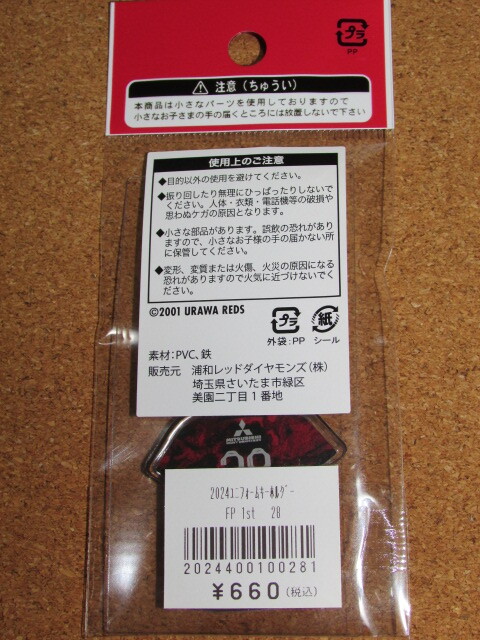 プラ
PP
注意（ちゅうい）
本商品は小さなパーツを使用しておりますので
小さなお子さまの手の届くところには放置しないで下さい
使用上のご注意
◆目的以外の使用を避けてください。
◆振り回したり無理にひっぱったりしないで
ください。人体・衣類・電話機等の破損や
思わぬケガの原因となります。
◆小さな部品があります。誤飲の恐れがあり
ますので、小さなお子様の手の届かない所
に保管してください。
◆変形、変質または火傷、火災の原因になる
恐れがありますので火気に近づけないでく
ださい。
©2001 URAWA REDS
プラ 紙
外袋:PP シール
素材:PVC、鉄
販売元 浦和レッドダイヤモンズ(株)
埼玉県さいたま市緑区
美園二丁目1番地
MITSUBISHI
28
2024ﾕﾆﾌｫｰﾑｷｰﾎﾙﾀﾞｰ
FP 1st 28
2024400100281
¥660(税込)